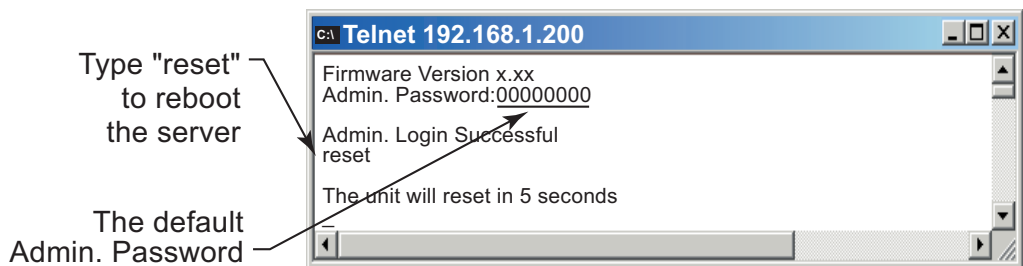 C:\ Telnet 192.168.1.200
Type "reset"
to reboot
the server
Firmware Version x.xx
Admin. Password:00000000
Admin. Login Successful
reset
The unit will reset in 5 seconds
_
The default
Admin. Password